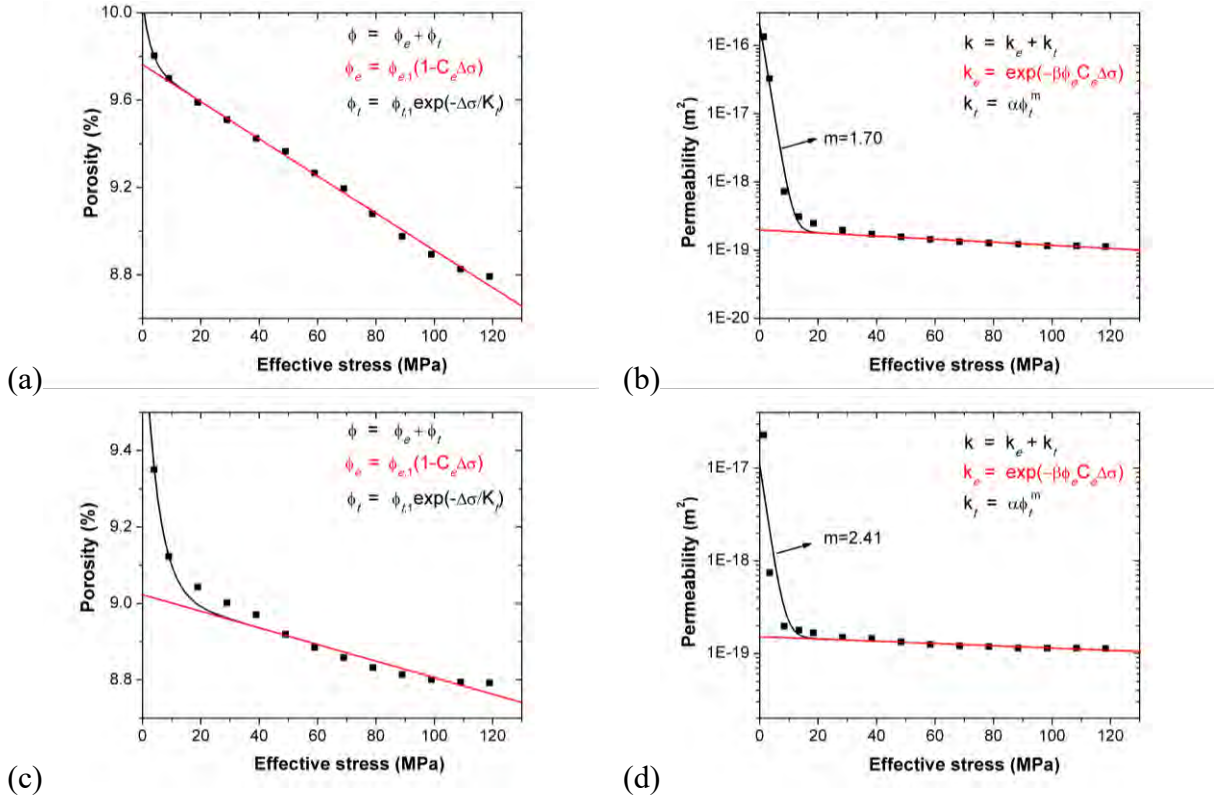 10.0
9.6
9.2
8.8
Porosity (%)
ϕ = ϕe + ϕt
ϕe = ϕe,1(1-CeΔσ)
ϕt = ϕt,1exp(-Δσ/Kt)
0 20 40 60 80 100 120
Effective stress (MPa)
(a)
1E-16
1E-17
1E-18
1E-19
1E-20
Permeability (m²)
k = ke + kt
ke = exp(-βϕeCeΔσ)
kt = αϕt^m
m=1.70
0 20 40 60 80 100 120
Effective stress (MPa)
(b)
9.4
9.2
9.0
8.8
Porosity (%)
ϕ = ϕe + ϕt
ϕe = ϕe,1(1-CeΔσ)
ϕt = ϕt,1exp(-Δσ/Kt)
0 20 40 60 80 100 120
Effective stress (MPa)
(c)
1E-17
1E-18
1E-19
Permeability (m²)
k = ke + kt
ke = exp(-βϕeCeΔσ)
kt = αϕt^m
m=2.41
0 20 40 60 80 100 120
Effective stress (MPa)
(d)